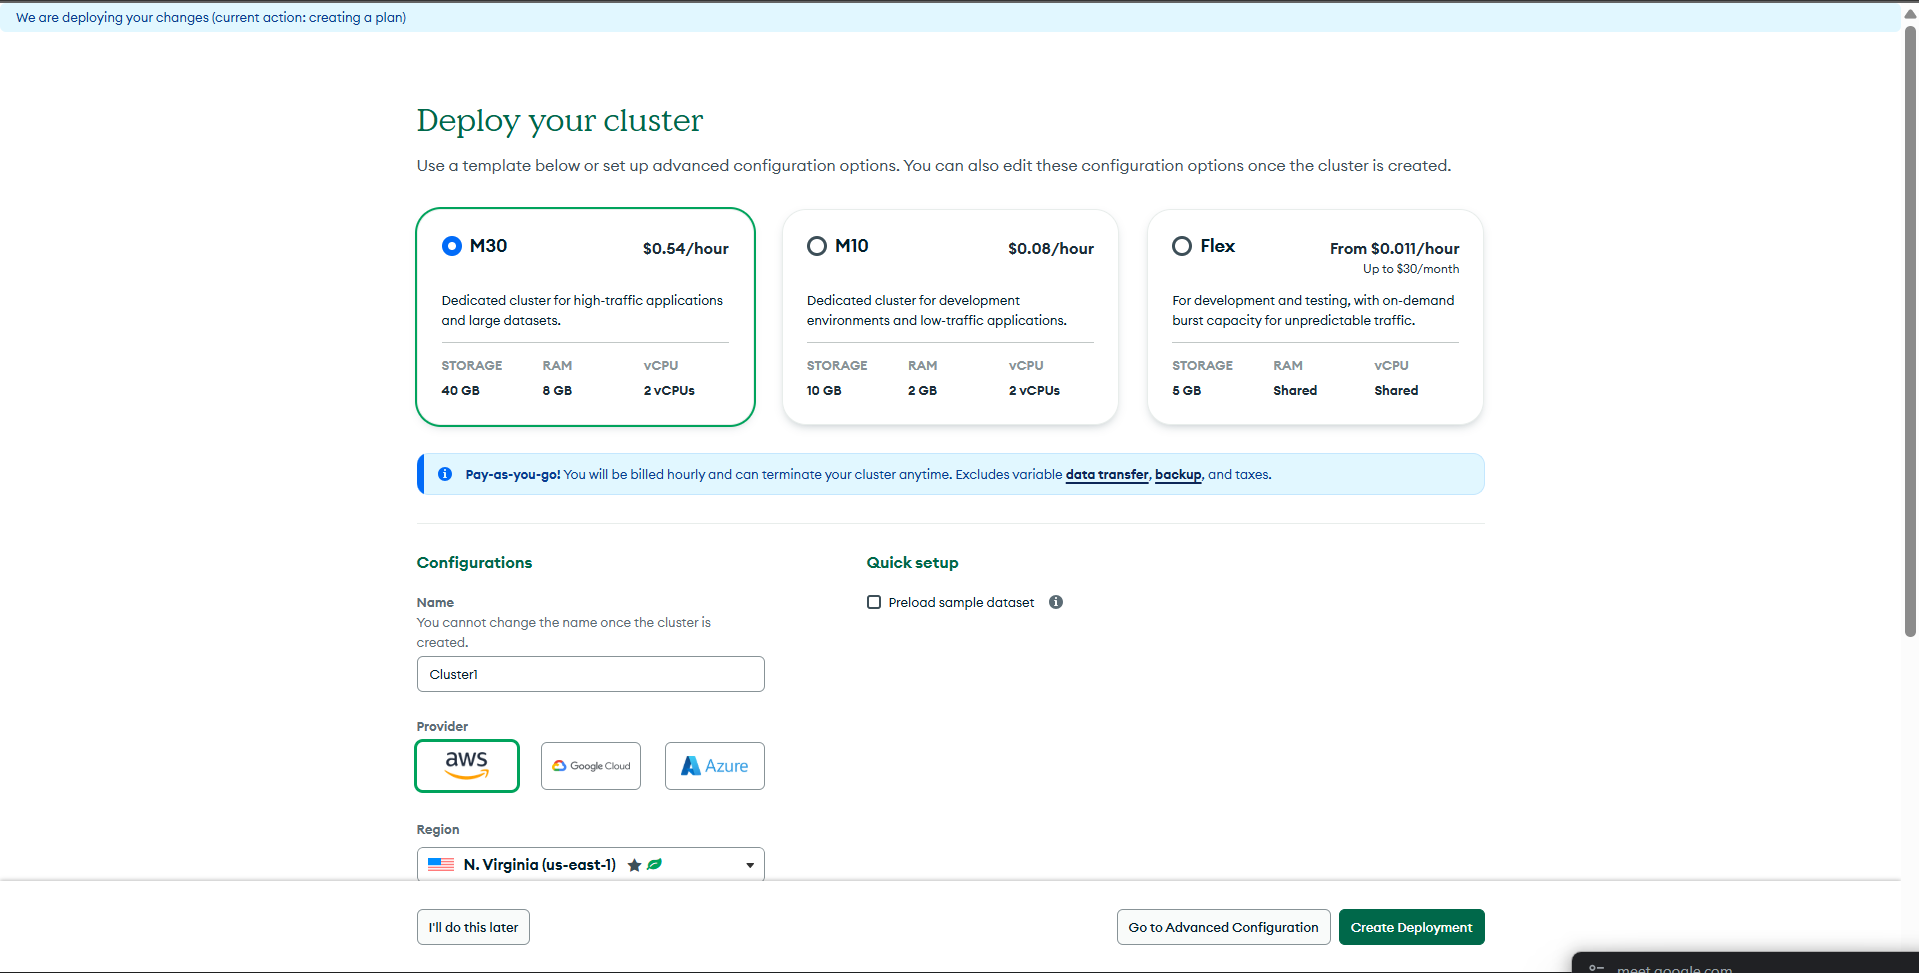 We are deploying your changes (current action: creating a plan)
Deploy your cluster
Use a template below or set up advanced configuration options. You can also edit these configuration options once the cluster is created.
M30 $0.54/hour
Dedicated cluster for high-traffic applications
and large datasets.
STORAGE RAM vCPU
40 GB 8 GB 2 vCPUs
M10 $0.08/hour
Dedicated cluster for development
environments and low-traffic applications.
STORAGE RAM vCPU
10 GB 2 GB 2 vCPUs
Flex From $0.011/hour
Up to $30/month
For development and testing, with on-demand
burst capacity for unpredictable traffic.
STORAGE RAM vCPU
5 GB Shared Shared
Pay-as-you-go! You will be billed hourly and can terminate your cluster anytime. Excludes variable data transfer, backup, and taxes.
Configurations
Name
You cannot change the name once the cluster is
created.
Cluster1
Provider
aws Google Cloud Azure
Region
N. Virginia (us-east-1)
Quick setup
Preload sample dataset
I'll do this later
Go to Advanced Configuration
Create Deployment
meet.google.com